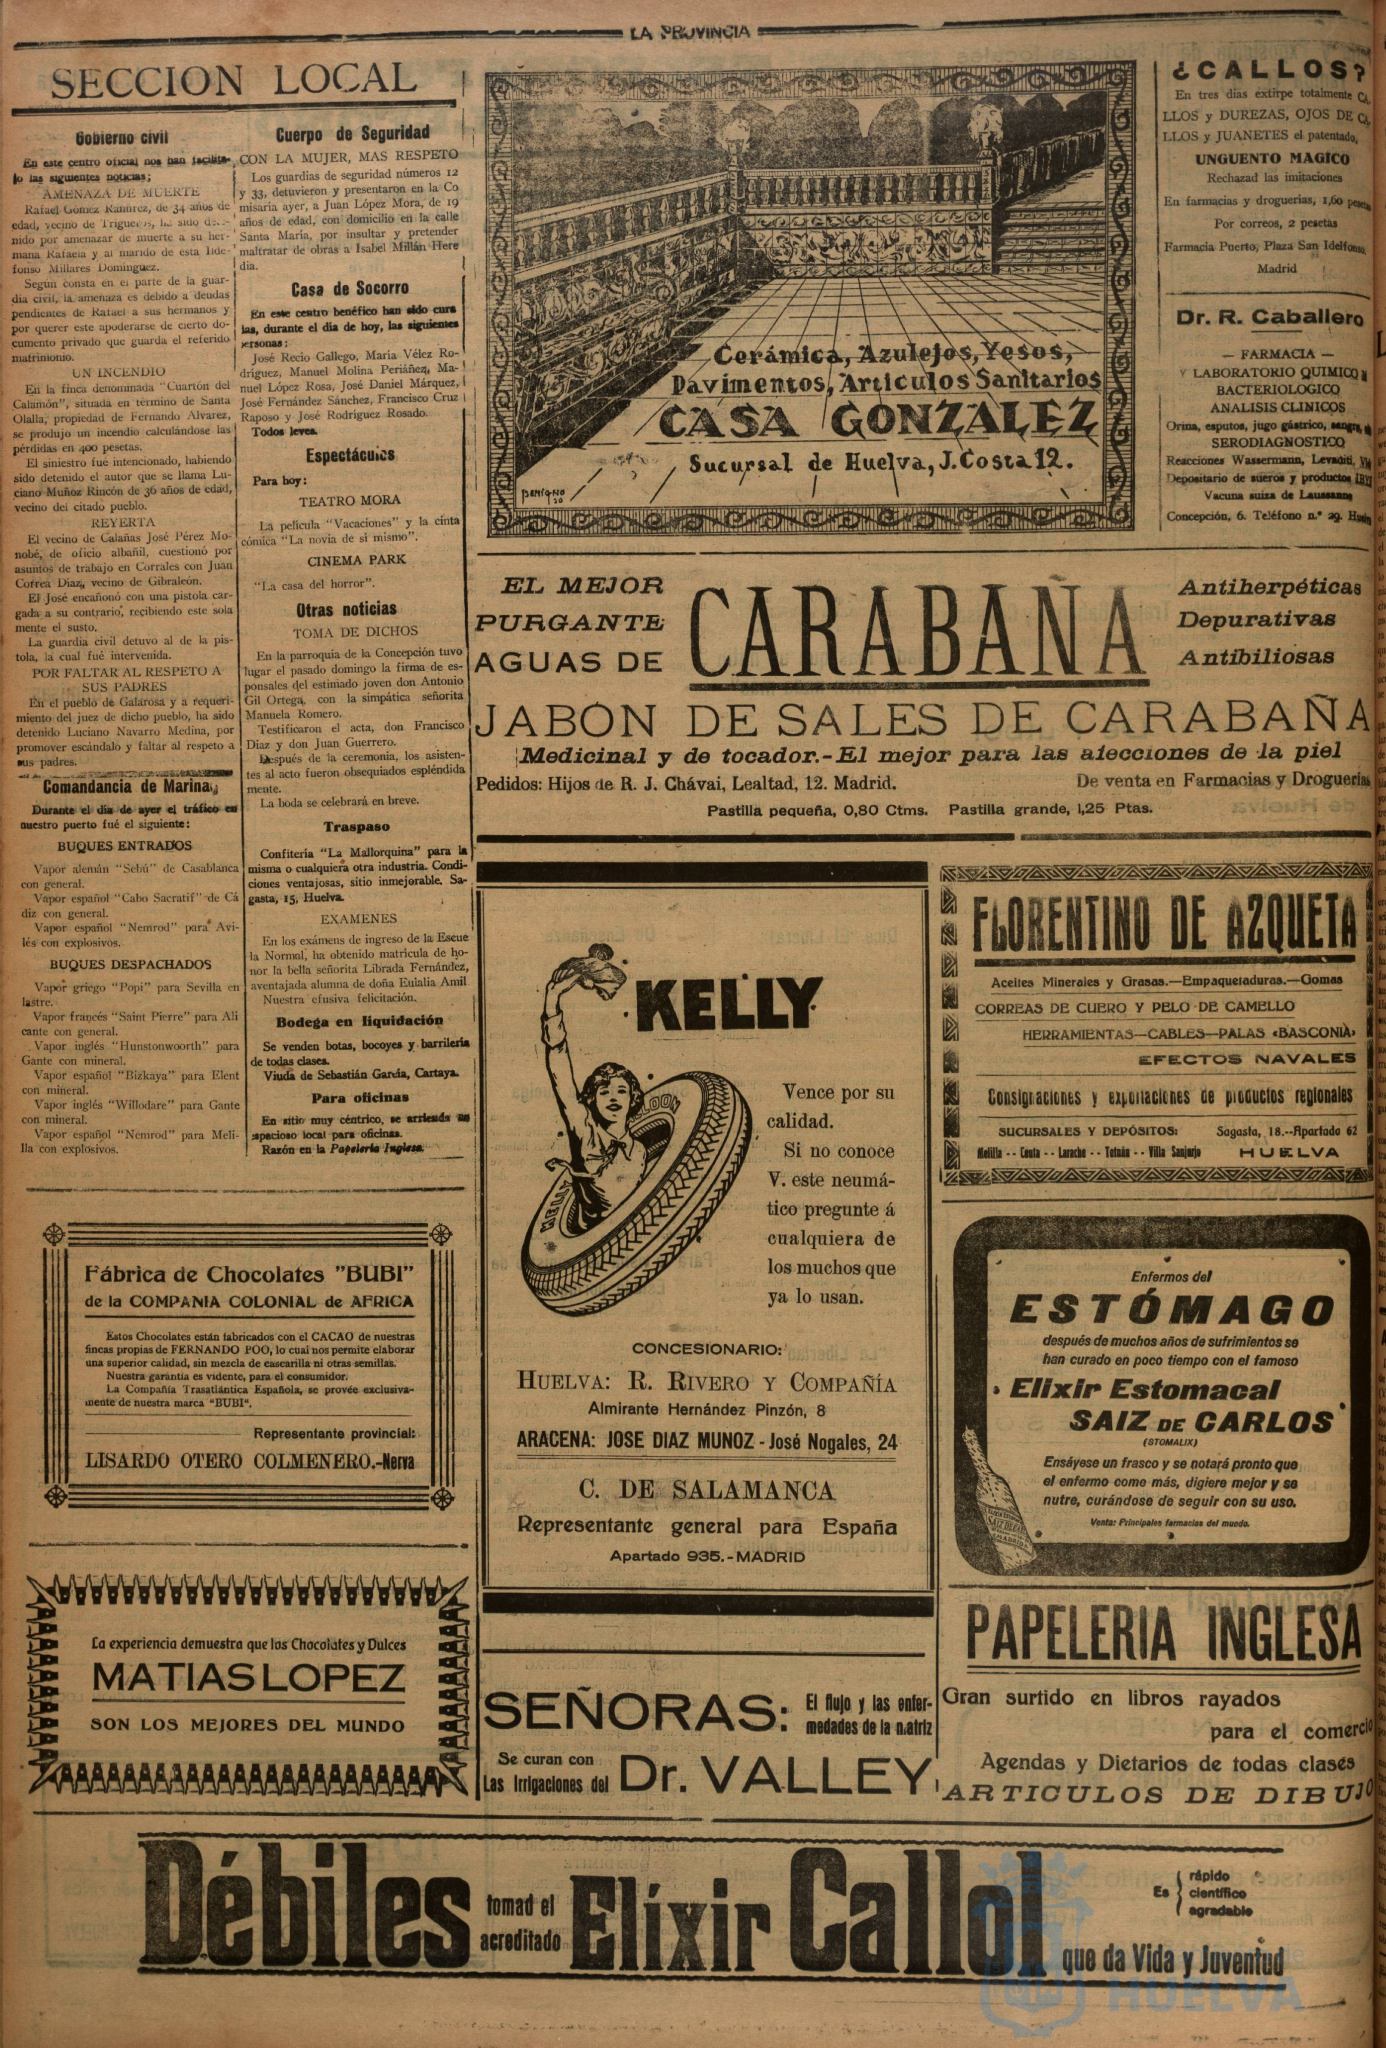 LA PROVINCIA
SECCION LOCAL
Gobierno civil
En este centro oficial nos han facilita-
do las siguientes noticias;
AMENAZA DE MUERTE
Rafael Gómez Ramírez, de 34 años de
edad, vecino de Trigueros, ha sido dete-
nido por amenazar de muerte a su her-
mana Rafaela y al marido de esta Ilde-
fonso Millares Domínguez.
Según consta en el parte de la guar-
dia civil, la amenaza es debido a deudas
pendientes de Rafael a sus hermanos y
por querer este apoderarse de cierto do-
cumento privado que guarda el referido
matrimonio.
UN INCENDIO
En la finca denominada "Cuartón del
Calamón", situada en término de Santa
Olalla, propiedad de Fernando Alvarez,
se produjo un incendio calculándose las
pérdidas en 400 pesetas.
El siniestro fué intencionado, habiendo
sido detenido el autor que se llama Lu-
ciano Muñoz Rincón de 36 años de edad,
vecino del citado pueblo.
REYERTA
El vecino de Calañas José Pérez Mo-
nobé, de oficio albañil, cuestionó por
asuntos de trabajo en Corrales con Juan
Correa Diaz, vecino de Gibraleón.
El José encañonó con una pistola car-
gada a su contrario, recibiendo este sola
mente el susto.
La guardia civil detuvo al de la pis-
tola, la cual fué intervenida.
POR FALTAR AL RESPETO A
SUS PADRES
En el pueblo de Galarosa y a requeri-
miento del juez de dicho pueblo, ha sido
detenido Luciano Navarro Medina, por
promover escándalo y faltar al respeto a
sus padres.
Comandancia de Marina
Durante el día de ayer el tráfico en
nuestro puerto fué el siguiente:
BUQUES ENTRADOS
Vapor alemán "Sebú" de Casablanca
con general.
Vapor español "Cabo Sacratif" de Cá
diz con general.
Vapor español "Nemrod" para Avi-
lés con explosivos.
BUQUES DESPACHADOS
Vapor griego "Popi" para Sevilla en
lastre.
Vapor francés "Saint Pierre" para Ali
cante con general.
Vapor inglés "Hunstonwoorth" para
Gante con mineral.
Vapor español "Bizkaya" para Elent
con mineral.
Vapor inglés "Willodare" para Gante
con mineral.
Vapor español "Nemrod" para Meli-
lla con explosivos.
Cuerpo de Seguridad
CON LA MUJER, MAS RESPETO
Los guardias de seguridad números 12
y 33, detuvieron y presentaron en la Co
misaria ayer, a Juan López Mora, de 19
años de edad, con domicilio en la calle
Santa María, por insultar y pretender
maltratar de obras a Isabel Millán Here
dia.
Casa de Socorro
En este centro benéfico han sido cura
das, durante el día de hoy, las siguientes
personas:
José Recio Gallego, María Vélez Ro-
dríguez, Manuel Molina Periáñez, Ma-
nuel López Rosa, José Daniel Márquez,
José Fernández Sánchez, Francisco Cruz
Raposo y José Rodríguez Rosado.
Todos leves.
Espectáculos
Para hoy:
TEATRO MORA
La película "Vacaciones" y la cinta
cómica "La novia de sí mismo".
CINEMA PARK
"La casa del horror".
Otras noticias
TOMA DE DICHOS
En la parroquia de la Concepción tuvo
lugar el pasado domingo la firma de es-
ponsales del estimado joven don Antonio
Gil Ortega, con la simpática señorita
Manuela Romero.
Testificaron el acta, don Francisco
Diaz y don Juan Guerrero.
Después de la ceremonia, los asisten-
tes al acto fueron obsequiados espléndida
mente.
La boda se celebrará en breve.
Traspaso
Confitería "La Mallorquina" para la
misma o cualquiera otra industria. Condi-
ciones ventajosas, sitio inmejorable. Sa-
gasta, 15, Huelva.
EXAMENES
En los exámens de ingreso de la Escue
la Normal, ha obtenido matrícula de ho-
nor la bella señorita Librada Fernández,
aventajada alumna de doña Eulalia Amil
Nuestra efusiva felicitación.
Bodega en liquidación
Se venden botas, bocoyes y barrilería
de todas clases.
Viuda de Sebastián García, Cartaya.
Para oficinas
En sitio muy céntrico, se arrienda un
espacioso local para oficinas.
Razón en la Papelería Inglesa.
Cerámica, Azulejos, Yesos,
Pavimentos, Artículos Sanitarios
CASA GONZALEZ
Sucursal de Huelva, J. Costa 12.
¿CALLOS?
En tres días extirpe totalmente CA-
LLOS y DUREZAS, OJOS DE CA-
LLOS y JUANETES el patentado,
UNGUENTO MAGICO
Rechazad las imitaciones
En farmacias y droguerias, 1,60 pesetas
Por correos, 2 pesetas
Farmacia Puerto, Plaza San Idelfonso.
Madrid
Dr. R. Caballero
— FARMACIA —
Y LABORATORIO QUIMICO
BACTERIOLOGICO
ANALISIS CLINICOS
Orina, esputos, jugo gástrico, sangre,
SERODIAGNOSTICO
Reacciones Wassermann, Levaditi,
Depositario de sueros y productos
Vacuna suiza de Laussanne
Concepción, 6. Teléfono n.º 29.
EL MEJOR
PURGANTE
AGUAS DE
CARABAÑA
Antiherpéticas
Depurativas
Antibiliosas
JABÓN DE SALES DE CARABAÑA
Medicinal y de tocador.-El mejor para las afecciones de la piel
Pedidos: Hijos de R. J. Chávai, Lealtad, 12. Madrid.
De venta en Farmacias y Droguerías
Pastilla pequeña, 0,80 Ctms. Pastilla grande, 1,25 Ptas.
KELLY
Vence por su
calidad.
Si no conoce
V. este neumá-
tico pregunte á
cualquiera de
los muchos que
ya lo usan.
CONCESIONARIO:
HUELVA: R. RIVERO Y COMPAÑÍA
Almirante Hernández Pinzón, 8
ARACENA: JOSE DIAZ MUÑOZ - José Nogales, 24
C. DE SALAMANCA
Representante general para España
Apartado 935.-MADRID
FLORENTINO DE AZQUETA
Aceites Minerales y Grasas.—Empaquetaduras.—Gomas
CORREAS DE CUERO Y PELO DE CAMELLO
HERRAMIENTAS—CABLES—PALAS «BASCONIA»
EFECTOS NAVALES
Consignaciones y exportaciones de productos regionales
SUCURSALES Y DEPÓSITOS:
Sagasta, 18.--Apartado 62
Melilla -- Ceuta -- Larache -- Tetuán -- Villa Sanjurjo
HUELVA
Enfermos del
ESTÓMAGO
después de muchos años de sufrimientos se
han curado en poco tiempo con el famoso
Elixir Estomacal
SAIZ DE CARLOS
(STOMALIX)
Ensáyese un frasco y se notará pronto que
el enfermo come más, digiere mejor y se
nutre, curándose de seguir con su uso.
Venta: Principales farmacias del mundo.
Fábrica de Chocolates "BUBI"
de la COMPAÑIA COLONIAL de AFRICA
Estos Chocolates están fabricados con el CACAO de nuestras
fincas propias de FERNANDO POO, lo cual nos permite elaborar
una superior calidad, sin mezcla de cascarilla ni otras semillas.
Nuestra garantía es vidente, para el consumidor.
La Compañía Trasatlántica Española, se provée exclusiva-
mente de nuestra marca "BUBI".
Representante provincial:
LISARDO OTERO COLMENERO.-Nerva
La experiencia demuestra que los Chocolates y Dulces
MATIAS LOPEZ
SON LOS MEJORES DEL MUNDO
SEÑORAS:
El flujo y las enfer-
medades de la matriz
Se curan con
Las Irrigaciones del
Dr. VALLEY
PAPELERIA INGLESA
Gran surtido en libros rayados
para el comercio
Agendas y Dietarios de todas clases
ARTICULOS DE DIBUJO
Débiles tomad el
acreditado Elíxir Callol
Es rápido
científico
agradable
que da Vida y Juventud
HUELVA